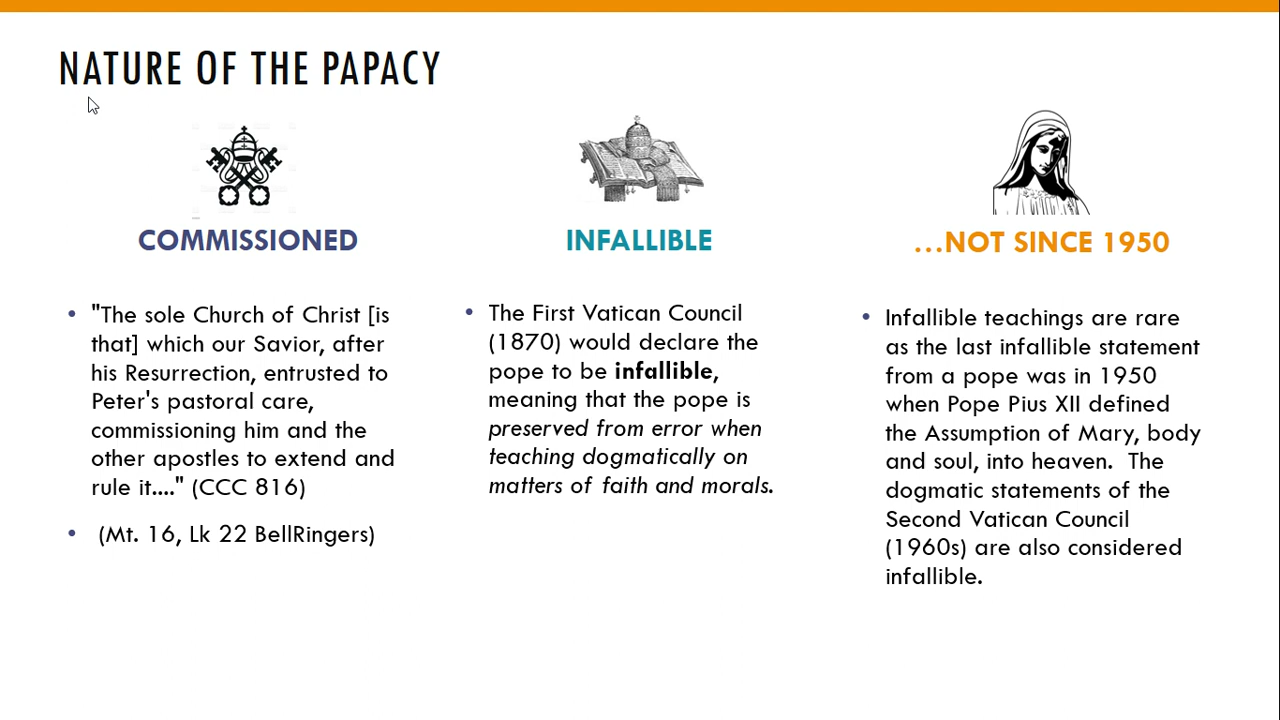 NATURE OF THE PAPACY
COMMISSIONED
• "The sole Church of Christ [is
that] which our Savior, after
his Resurrection, entrusted to
Peter's pastoral care,
commissioning him and the
other apostles to extend and
rule it...." (CCC 816)
• (Mt. 16, Lk 22 BellRingers)
INFALLIBLE
• The First Vatican Council
(1870) would declare the
pope to be infallible,
meaning that the pope is
preserved from error when
teaching dogmatically on
matters of faith and morals.
...NOT SINCE 1950
• Infallible teachings are rare
as the last infallible statement
from a pope was in 1950
when Pope Pius XII defined
the Assumption of Mary, body
and soul, into heaven.  The
dogmatic statements of the
Second Vatican Council
(1960s) are also considered
infallible.